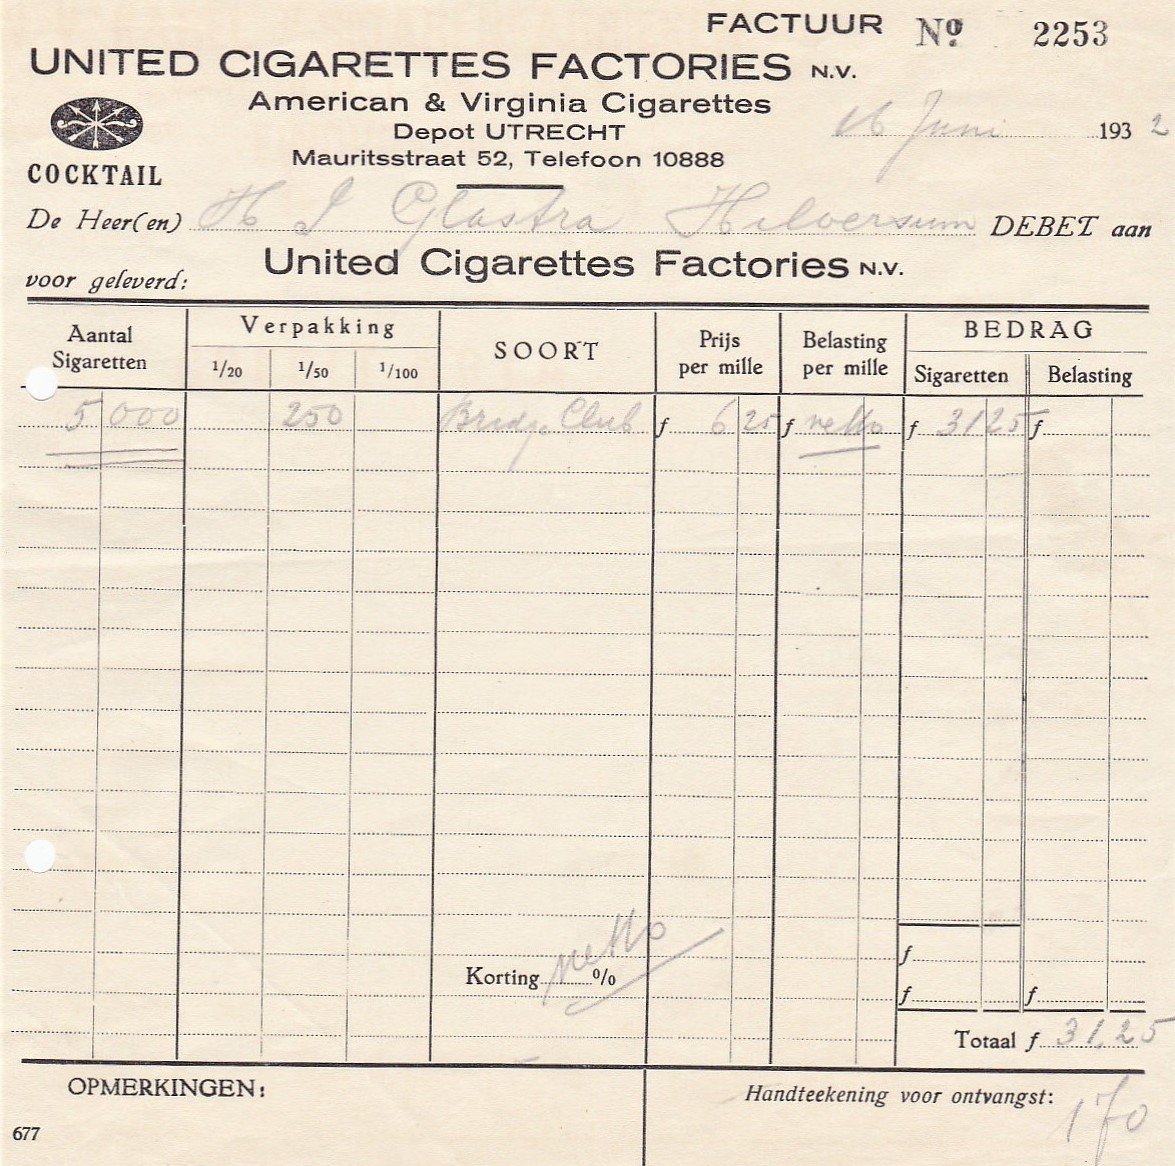 FACTUUR Nº 2253
UNITED CIGARETTES FACTORIES N.V.
American & Virginia Cigarettes
Depot UTRECHT
16 Juni 1932
Mauritsstraat 52, Telefoon 10888
COCKTAIL
De Heer(en) H J Glastra Hilversum DEBET aan
United Cigarettes Factories N.V.
voor geleverd:
Aantal Sigaretten Verpakking 1/20 1/50 1/100 SOORT Prijs per mille Belasting per mille BEDRAG Sigaretten Belasting
5000 250 Bridge Club f 6 25 f netto f 31 25 f
f
Korting netto %
f f
Totaal f 31,25
OPMERKINGEN:
Handteekening voor ontvangst:
170
677